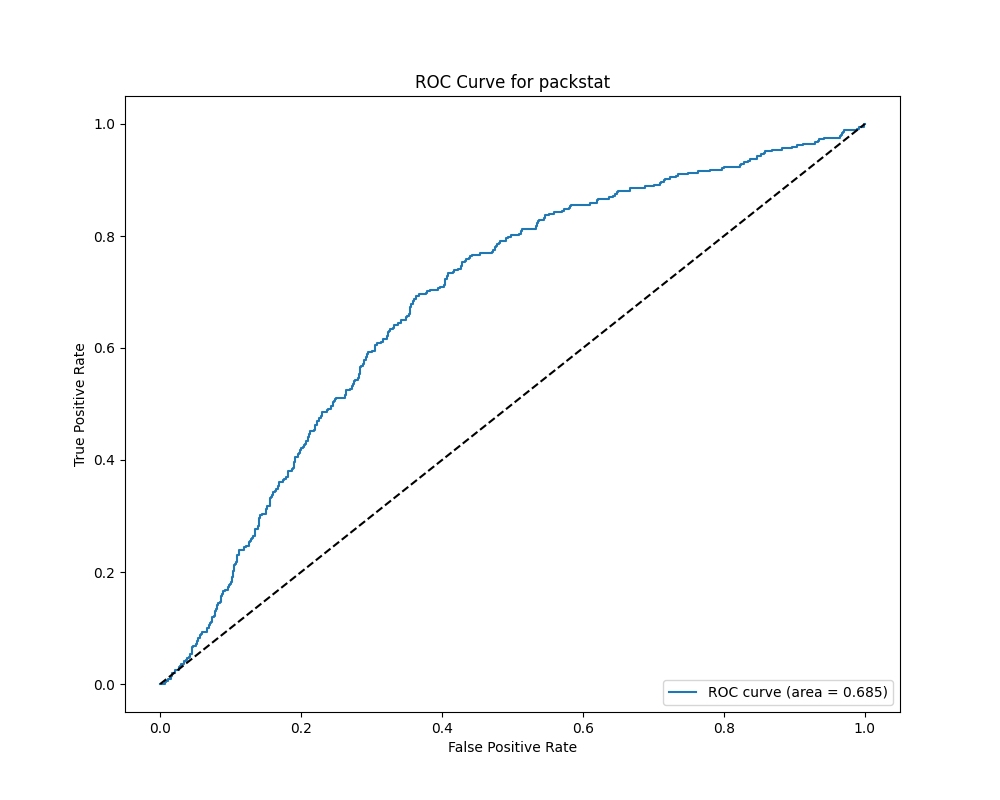 ROC Curve for packstat
True Positive Rate
1.0
0.8
0.6
0.4
0.2
0.0
ROC curve (area = 0.685)
0.0 0.2 0.4 0.6 0.8 1.0
False Positive Rate